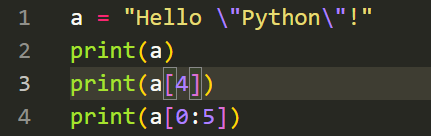 1 a = "Hello \"Python\"!"
2 print(a)
3 print(a[4])
4 print(a[0:5])